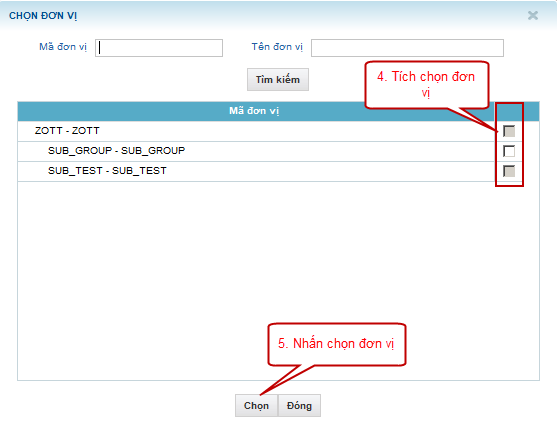 CHỌN ĐƠN VỊ
Mã đơn vị
Tên đơn vị
Tìm kiếm
4. Tích chọn đơn
vị
Mã đơn vị
ZOTT - ZOTT
SUB_GROUP - SUB_GROUP
SUB_TEST - SUB_TEST
5. Nhấn chọn đơn vị
Chọn
Đóng